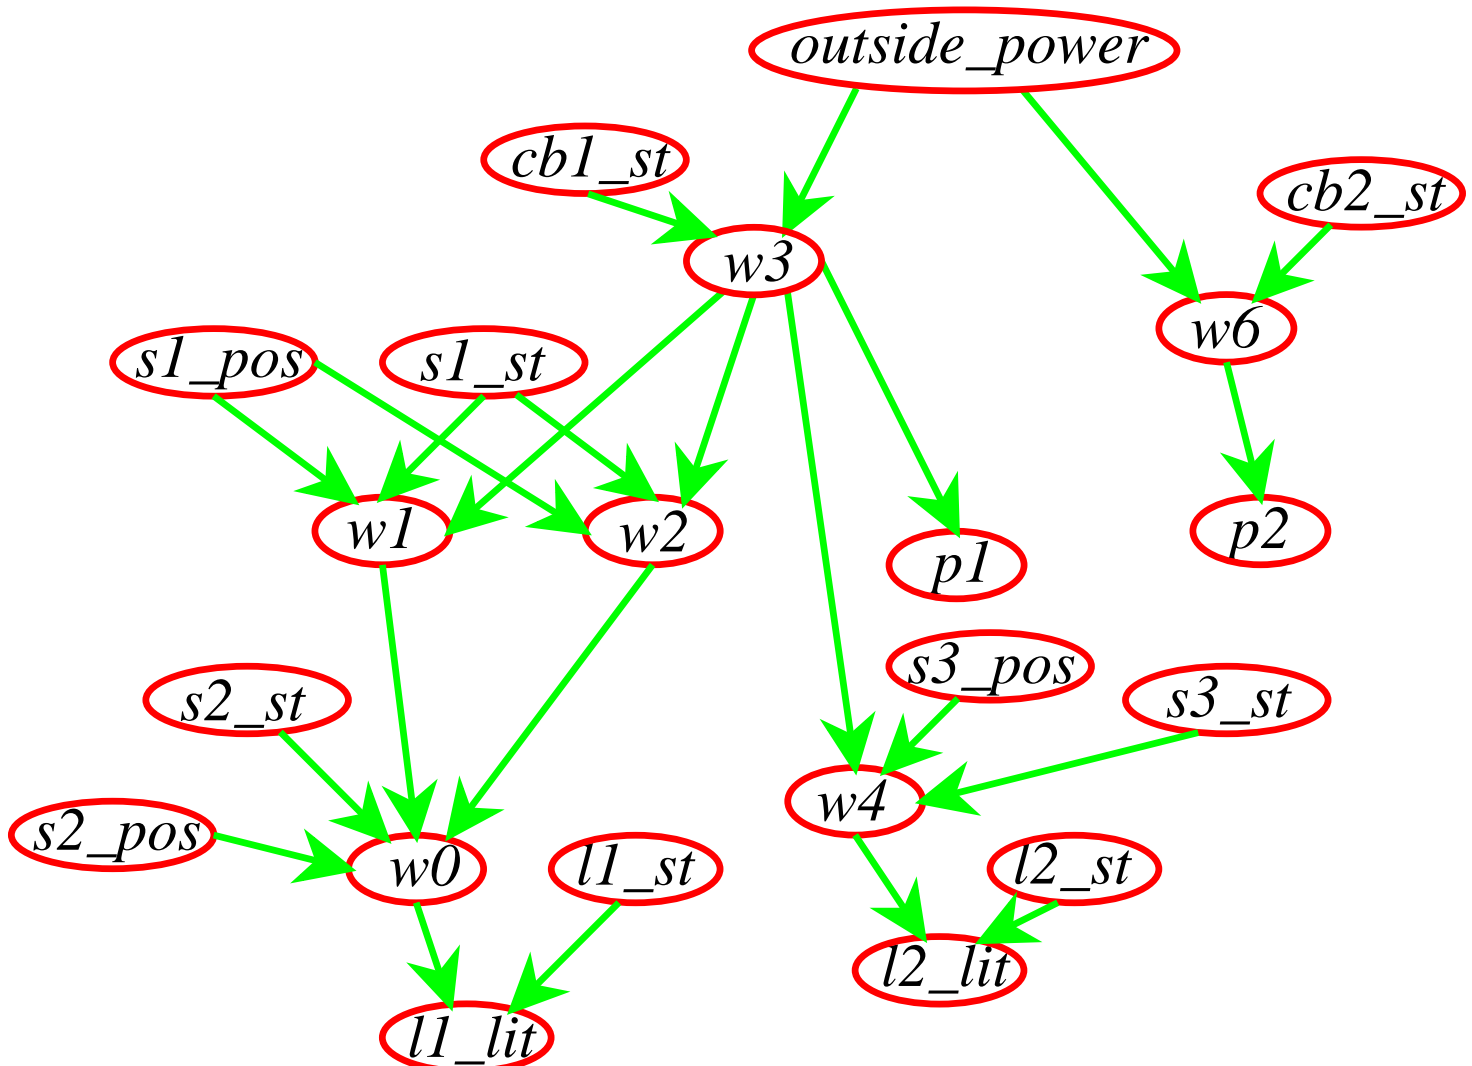 outside_power
cb1_st
cb2_st
w3
w6
s1_pos
s1_st
w1
w2
p1
p2
s3_pos
s2_st
s3_st
w4
s2_pos
w0
l1_st
l2_st
l2_lit
l1_lit